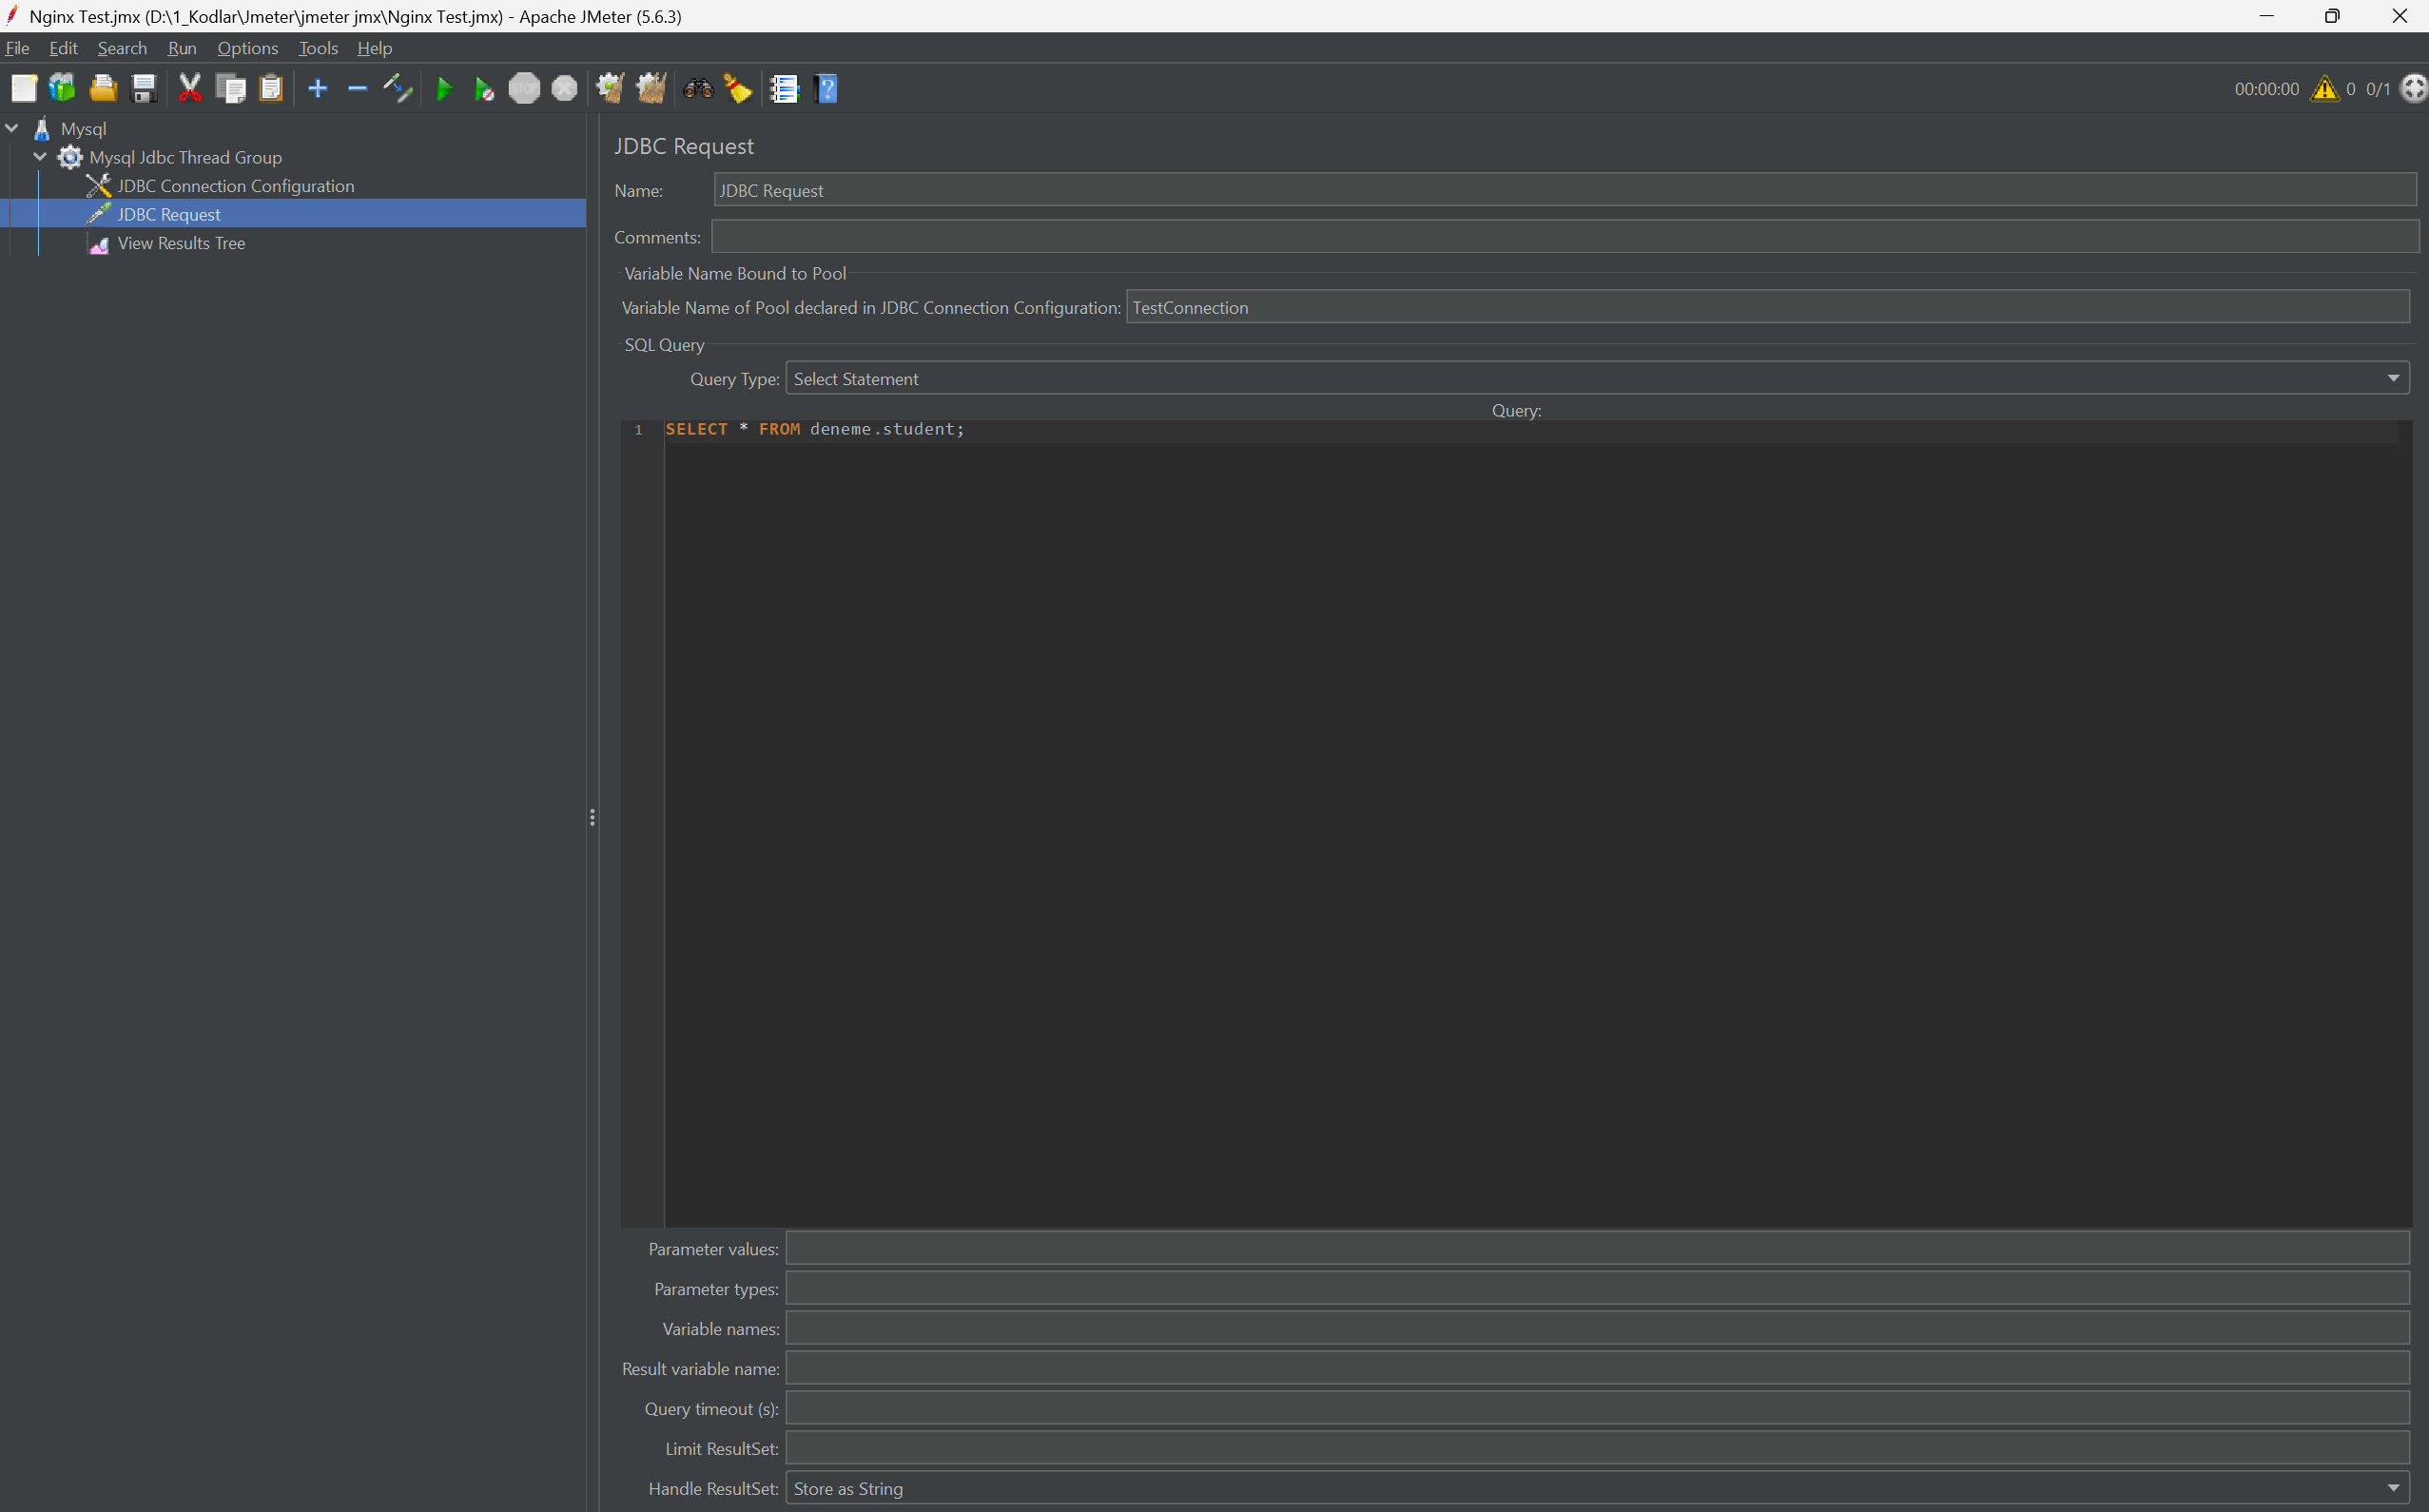 Nginx Test.jmx (D:\1_Kodlar\Jmeter\jmeter jmx\Nginx Test.jmx) - Apache JMeter (5.6.3)
File Edit Search Run Options Tools Help
STOP
?
00:00:00 0 0/1
Mysql
Mysql Jdbc Thread Group
JDBC Connection Configuration
JDBC Request
View Results Tree
JDBC Request
Name: JDBC Request
Comments:
Variable Name Bound to Pool
Variable Name of Pool declared in JDBC Connection Configuration: TestConnection
SQL Query
Query Type: Select Statement
Query:
1 SELECT * FROM deneme.student;
Parameter values:
Parameter types:
Variable names:
Result variable name:
Query timeout (s):
Limit ResultSet:
Handle ResultSet: Store as String